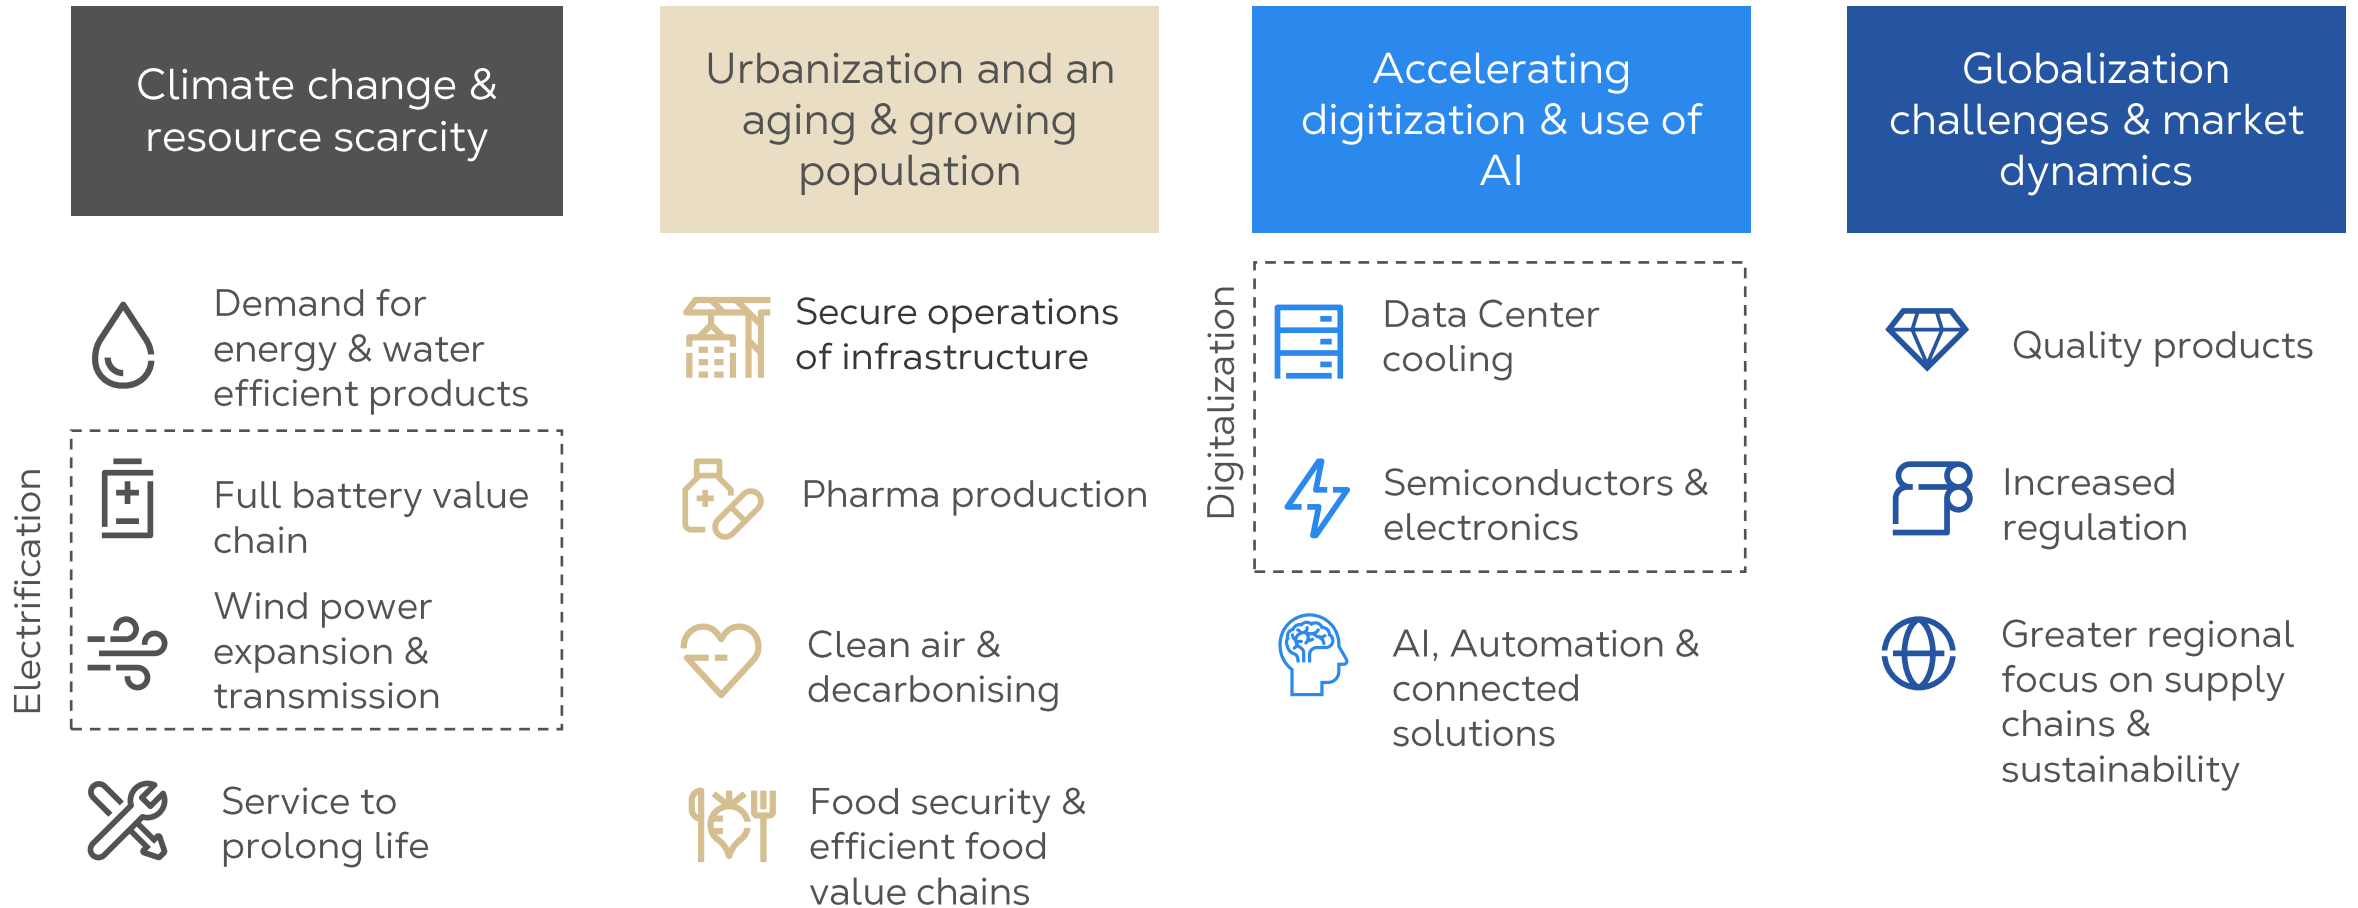 Climate change &
resource scarcity
Demand for
energy & water
efficient products
Electrification
Full battery value
chain
Wind power
expansion &
transmission
Service to
prolong life
Urbanization and an
aging & growing
population
Secure operations
of infrastructure
Pharma production
Clean air &
decarbonising
Food security &
efficient food
value chains
Accelerating
digitization & use of
AI
Digitalization
Data Center
cooling
Semiconductors &
electronics
AI, Automation &
connected
solutions
Globalization
challenges & market
dynamics
Quality products
Increased
regulation
Greater regional
focus on supply
chains &
sustainability